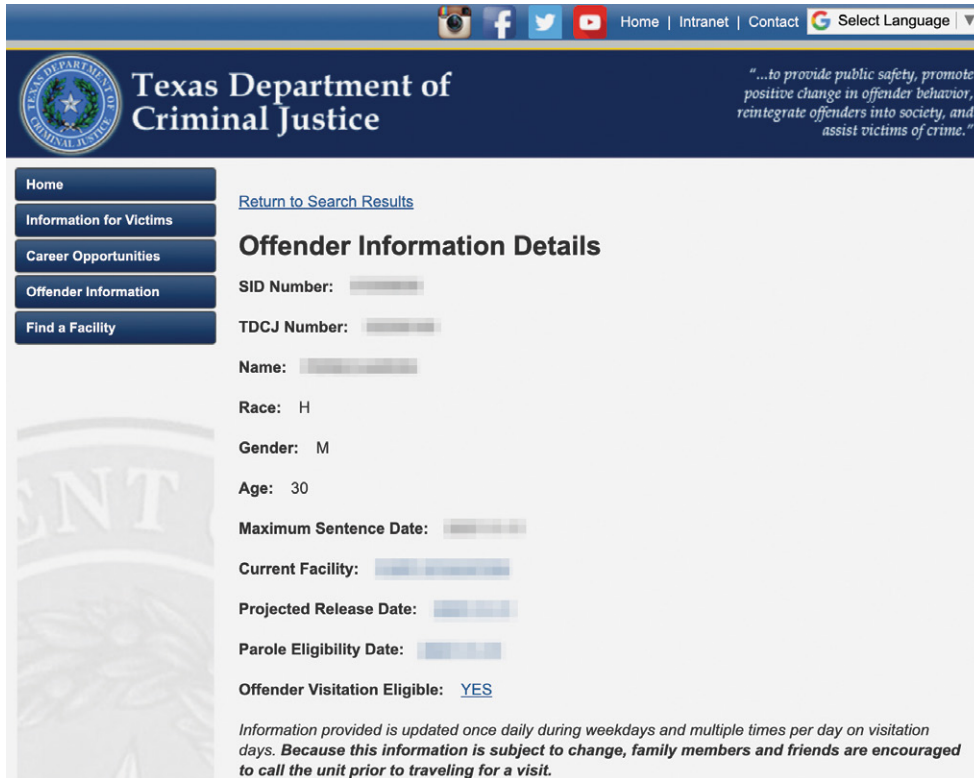 Home | Intranet | Contact Select Language ▼
DEPARTMENT OF
TEXAS
CRIMINAL JUSTICE
Texas Department of
Criminal Justice
"...to provide public safety, promote
positive change in offender behavior,
reintegrate offenders into society, and
assist victims of crime."
Home
Information for Victims
Career Opportunities
Offender Information
Find a Facility
Return to Search Results
Offender Information Details
SID Number:
TDCJ Number:
Name:
Race: H
Gender: M
Age: 30
Maximum Sentence Date:
Current Facility:
Projected Release Date:
Parole Eligibility Date:
Offender Visitation Eligible: YES
Information provided is updated once daily during weekdays and multiple times per day on visitation
days. Because this information is subject to change, family members and friends are encouraged
to call the unit prior to traveling for a visit.